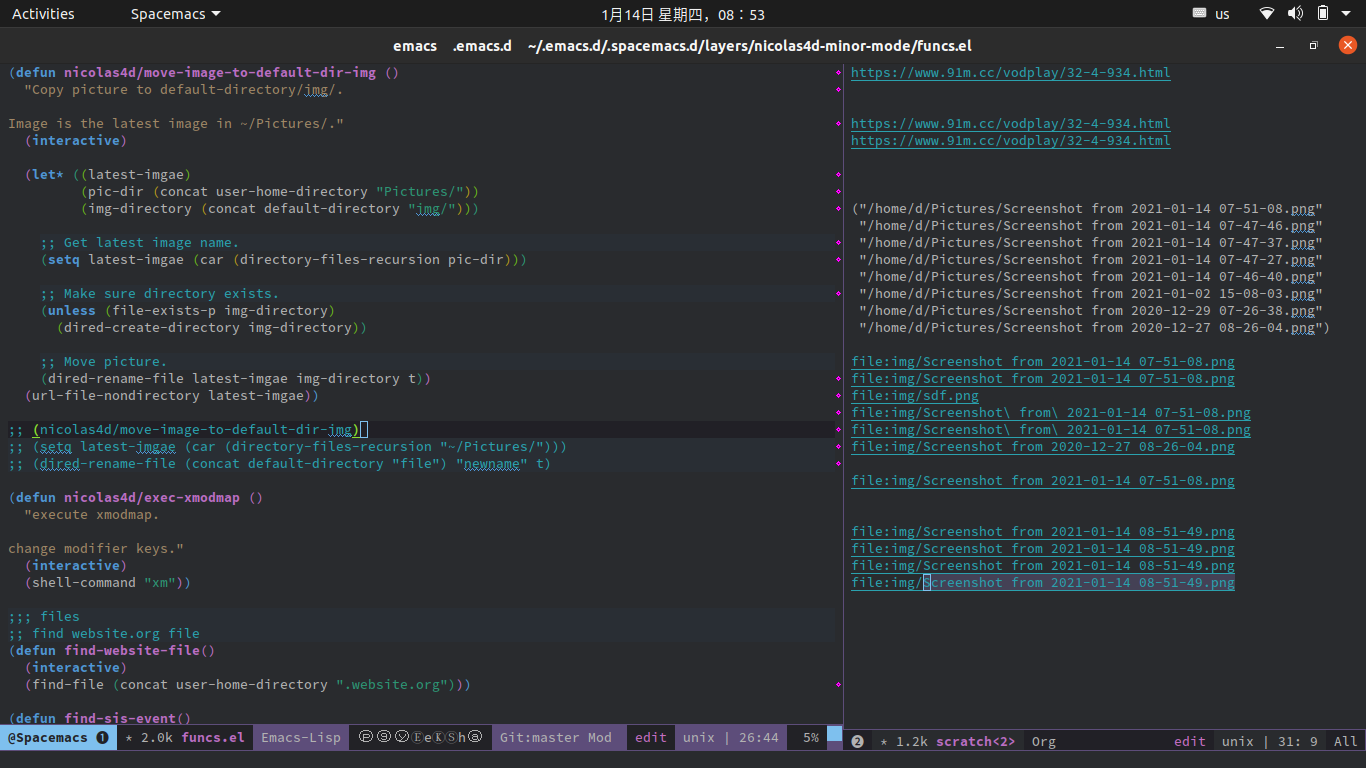 Activities
Spacemacs
1月14日 星期四，08：53
us
emacs .emacs.d ~/.emacs.d/.spacemacs.d/layers/nicolas4d-minor-mode/funcs.el
(defun nicolas4d/move-image-to-default-dir-img ()
"Copy picture to default-directory/img/.
Image is the latest image in ~/Pictures/."
(interactive)
(let* ((latest-imgae)
(pic-dir (concat user-home-directory "Pictures/"))
(img-directory (concat default-directory "img/")))
;; Get latest image name.
(setq latest-imgae (car (directory-files-recursion pic-dir)))
;; Make sure directory exists.
(unless (file-exists-p img-directory)
(dired-create-directory img-directory))
;; Move picture.
(dired-rename-file latest-imgae img-directory t))
(url-file-nondirectory latest-imgae))
;; (nicolas4d/move-image-to-default-dir-img)
;; (setq latest-imgae (car (directory-files-recursion "~/Pictures/")))
;; (dired-rename-file (concat default-directory "file") "newname" t)
(defun nicolas4d/exec-xmodmap ()
"execute xmodmap.
change modifier keys."
(interactive)
(shell-command "xm"))
;;; files
;; find website.org file
(defun find-website-file()
(interactive)
(find-file (concat user-home-directory ".website.org")))
(defun find-sis-event()
@Spacemacs ❶ * 2.0k funcs.el Emacs-Lisp ⓟⓨⓥⒺeⓀⓈhⓐ Git:master Mod edit unix | 26:44 5%
https://www.91m.cc/vodplay/32-4-934.html
https://www.91m.cc/vodplay/32-4-934.html
https://www.91m.cc/vodplay/32-4-934.html
("/home/d/Pictures/Screenshot from 2021-01-14 07-51-08.png"
"/home/d/Pictures/Screenshot from 2021-01-14 07-47-46.png"
"/home/d/Pictures/Screenshot from 2021-01-14 07-47-37.png"
"/home/d/Pictures/Screenshot from 2021-01-14 07-47-27.png"
"/home/d/Pictures/Screenshot from 2021-01-14 07-46-40.png"
"/home/d/Pictures/Screenshot from 2021-01-02 15-08-03.png"
"/home/d/Pictures/Screenshot from 2020-12-29 07-26-38.png"
"/home/d/Pictures/Screenshot from 2020-12-27 08-26-04.png")
file:img/Screenshot from 2021-01-14 07-51-08.png
file:img/Screenshot from 2021-01-14 07-51-08.png
file:img/sdf.png
file:img/Screenshot\ from\ 2021-01-14 07-51-08.png
file:img/Screenshot\ from\ 2021-01-14 07-51-08.png
file:img/Screenshot from 2020-12-27 08-26-04.png
file:img/Screenshot from 2021-01-14 07-51-08.png
file:img/Screenshot from 2021-01-14 08-51-49.png
file:img/Screenshot from 2021-01-14 08-51-49.png
file:img/Screenshot from 2021-01-14 08-51-49.png
file:img/Screenshot from 2021-01-14 08-51-49.png
❷ * 1.2k scratch<2> Org edit unix | 31: 9 All